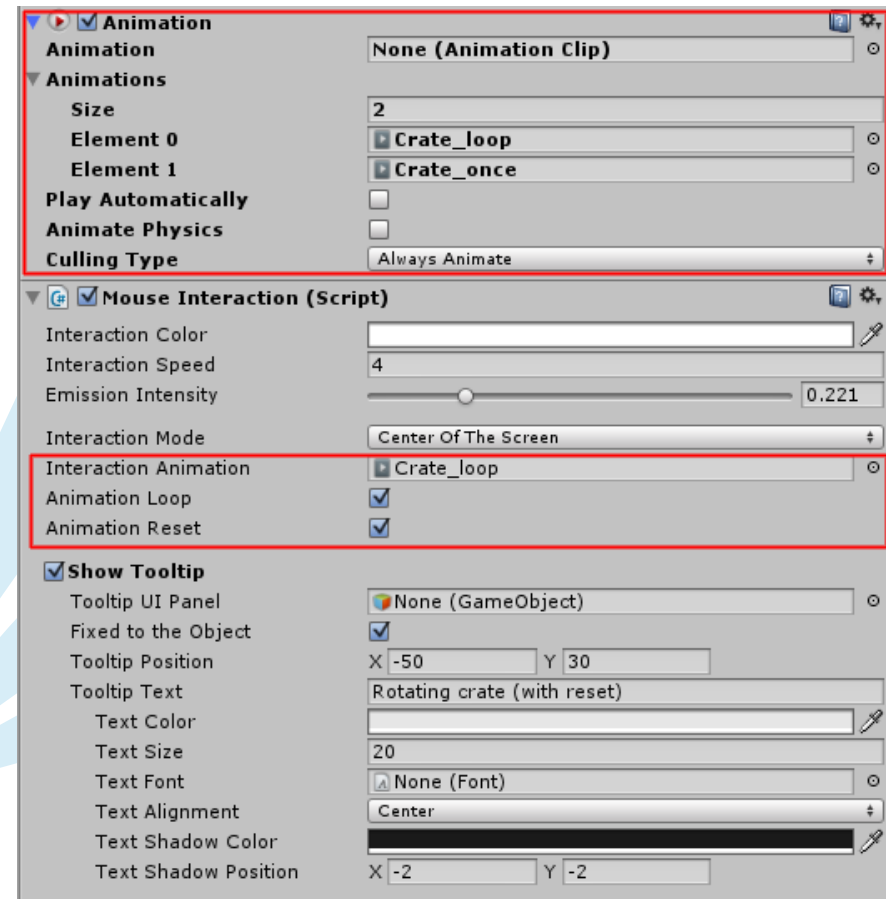 Animation
Animation None (Animation Clip)
Animations
Size 2
Element 0 Crate_loop
Element 1 Crate_once
Play Automatically
Animate Physics
Culling Type Always Animate
Mouse Interaction (Script)
Interaction Color
Interaction Speed 4
Emission Intensity 0.221
Interaction Mode Center Of The Screen
Interaction Animation Crate_loop
Animation Loop
Animation Reset
Show Tooltip
Tooltip UI Panel None (GameObject)
Fixed to the Object
Tooltip Position X -50 Y 30
Tooltip Text Rotating crate (with reset)
Text Color
Text Size 20
Text Font None (Font)
Text Alignment Center
Text Shadow Color
Text Shadow Position X -2 Y -2